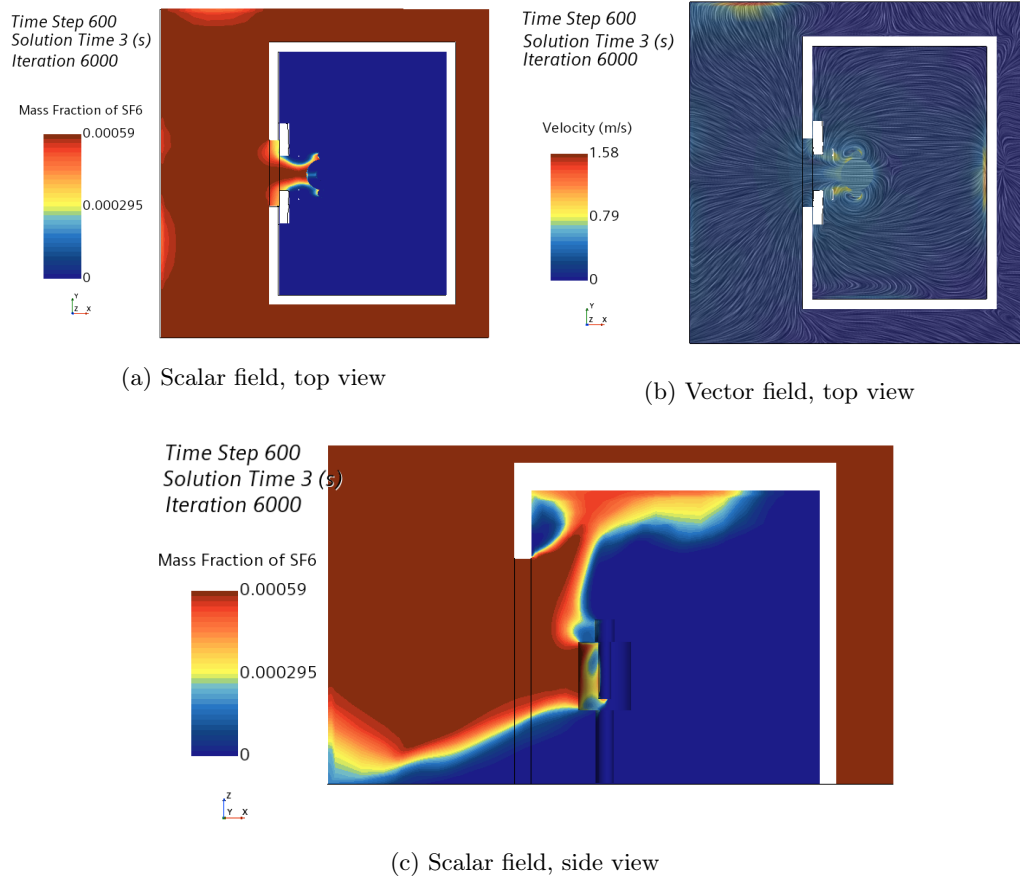 Time Step 600
Solution Time 3 (s)
Iteration 6000
Mass Fraction of SF6
0.00059
0.000295
0
Y
Z X
(a) Scalar field, top view
Time Step 600
Solution Time 3 (s)
Iteration 6000
Velocity (m/s)
1.58
0.79
0
Y
Z X
(b) Vector field, top view
Time Step 600
Solution Time 3 (s)
Iteration 6000
Mass Fraction of SF6
0.00059
0.000295
0
Z
Y X
(c) Scalar field, side view